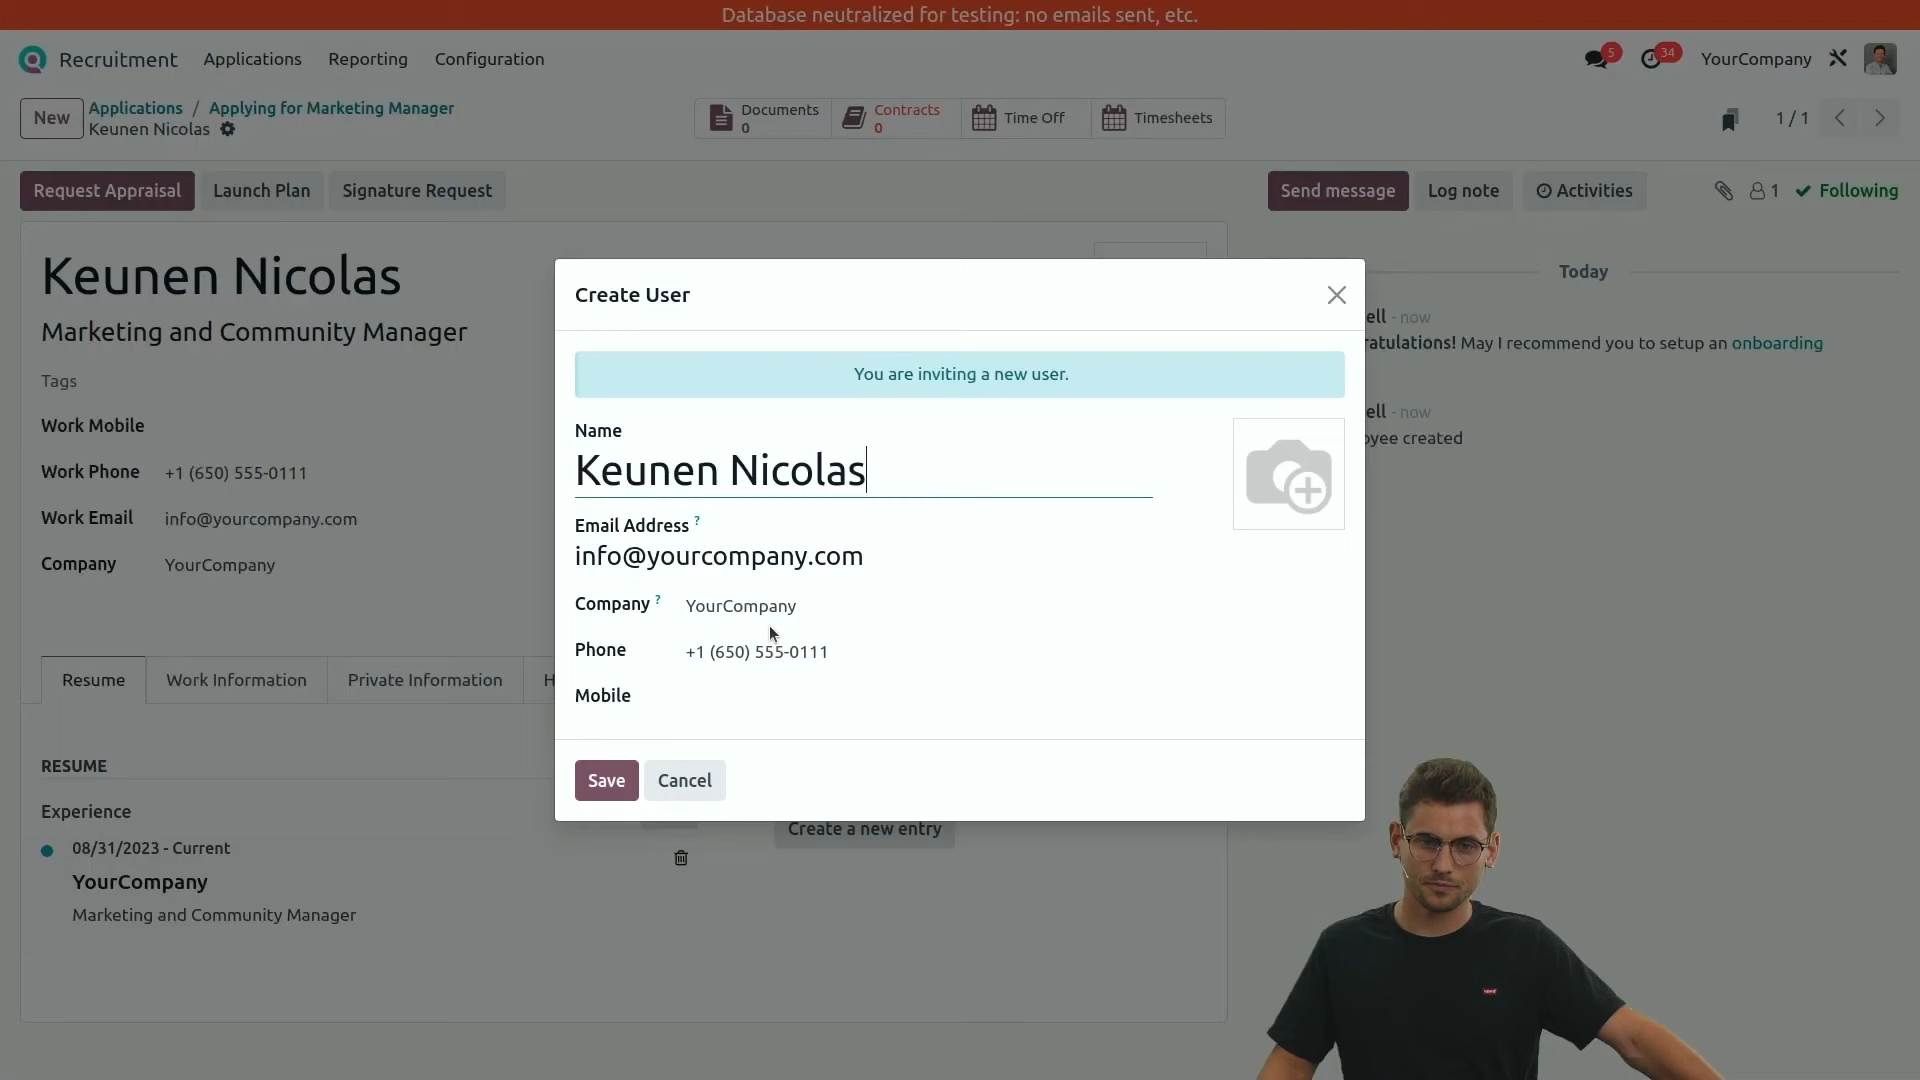 Database neutralized for testing: no emails sent, etc.
Recruitment Applications Reporting Configuration 5 34 YourCompany
New Applications / Applying for Marketing Manager
Keunen Nicolas
Documents 0 Contracts 0 Time Off Timesheets 1 / 1
Request Appraisal Launch Plan Signature Request Send message Log note Activities 1 Following
Keunen Nicolas
Marketing and Community Manager
Tags
Work Mobile
Work Phone +1 (650) 555-0111
Work Email info@yourcompany.com
Company YourCompany
Resume Work Information Private Information H
RESUME
Experience
08/31/2023 - Current
YourCompany
Marketing and Community Manager
Create a new entry
Create User
You are inviting a new user.
Name
Keunen Nicolas
Email Address ?
info@yourcompany.com
Company ? YourCompany
Phone +1 (650) 555-0111
Mobile
Save Cancel
Today
ell - now
ratulations! May I recommend you to setup an onboarding
ell - now
oyee created